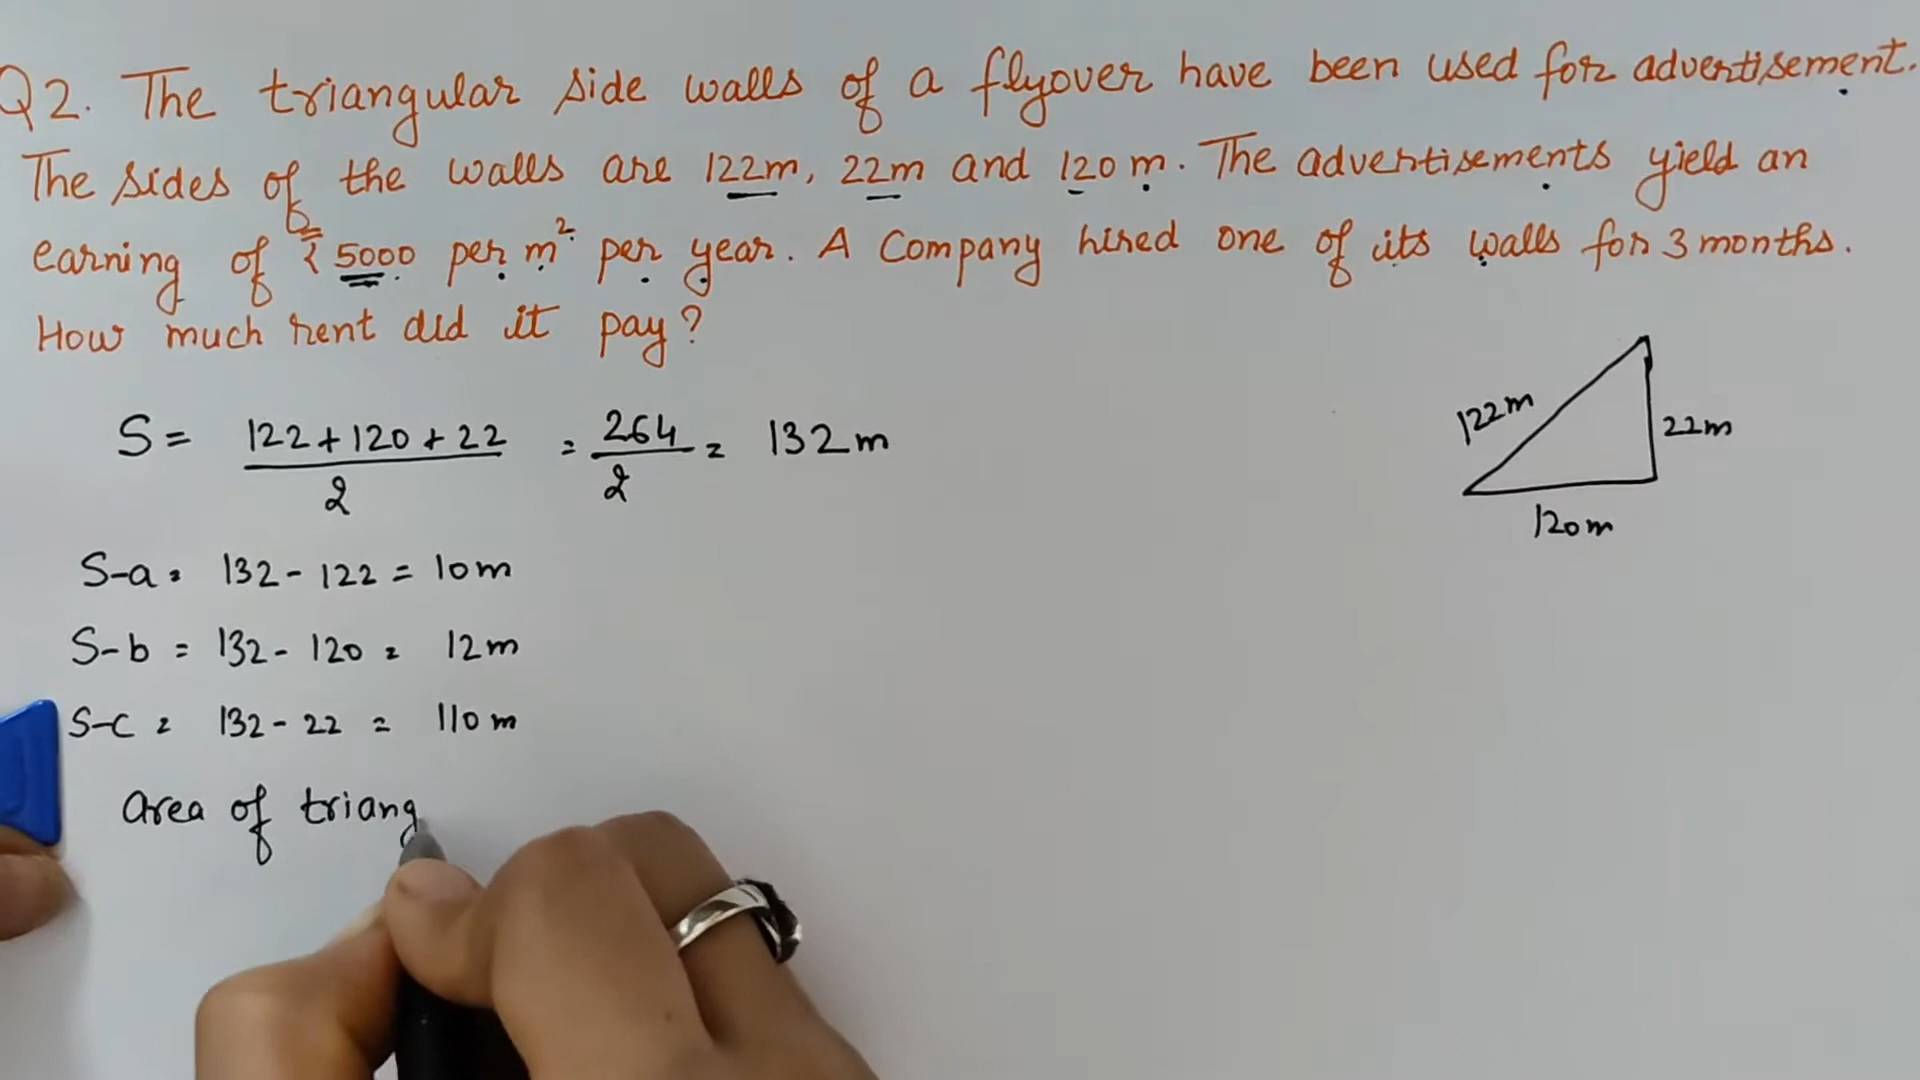 Q2. The triangular side walls of a flyover have been used for advertisement.
The sides of the walls are 122m, 22m and 120 m. The advertisements yield an
earning of ₹ 5000 per m² per year. A Company hired one of its walls for 3 months.
How much rent did it pay?
S = 122+120+22 / 2 = 264 / 2 = 132m
S-a = 132 - 122 = 10m
S-b = 132 - 120 = 12m
S-c = 132 - 22 = 110m
area of triang
122m
22m
120m